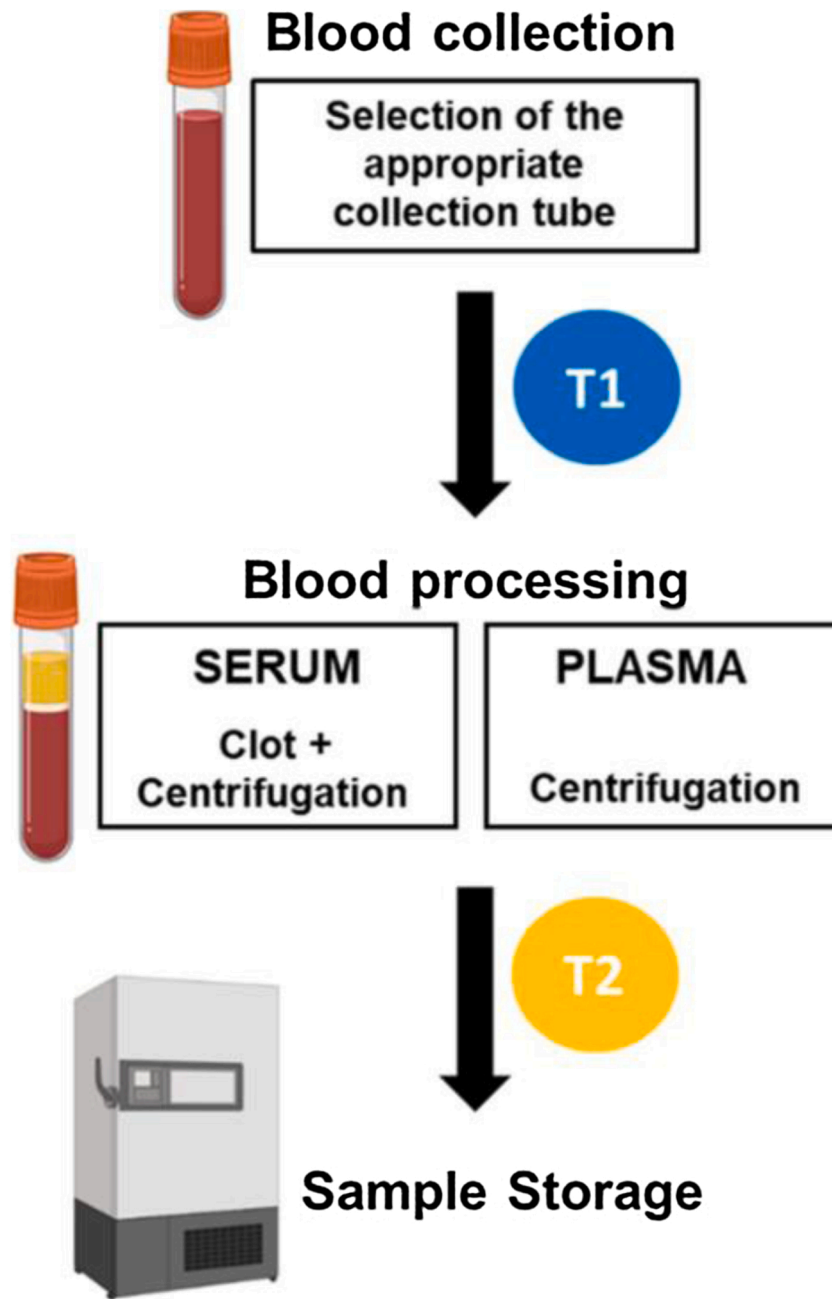 Blood collection
Selection of the
appropriate
collection tube
T1
Blood processing
SERUM
Clot +
Centrifugation
PLASMA
Centrifugation
T2
Sample Storage